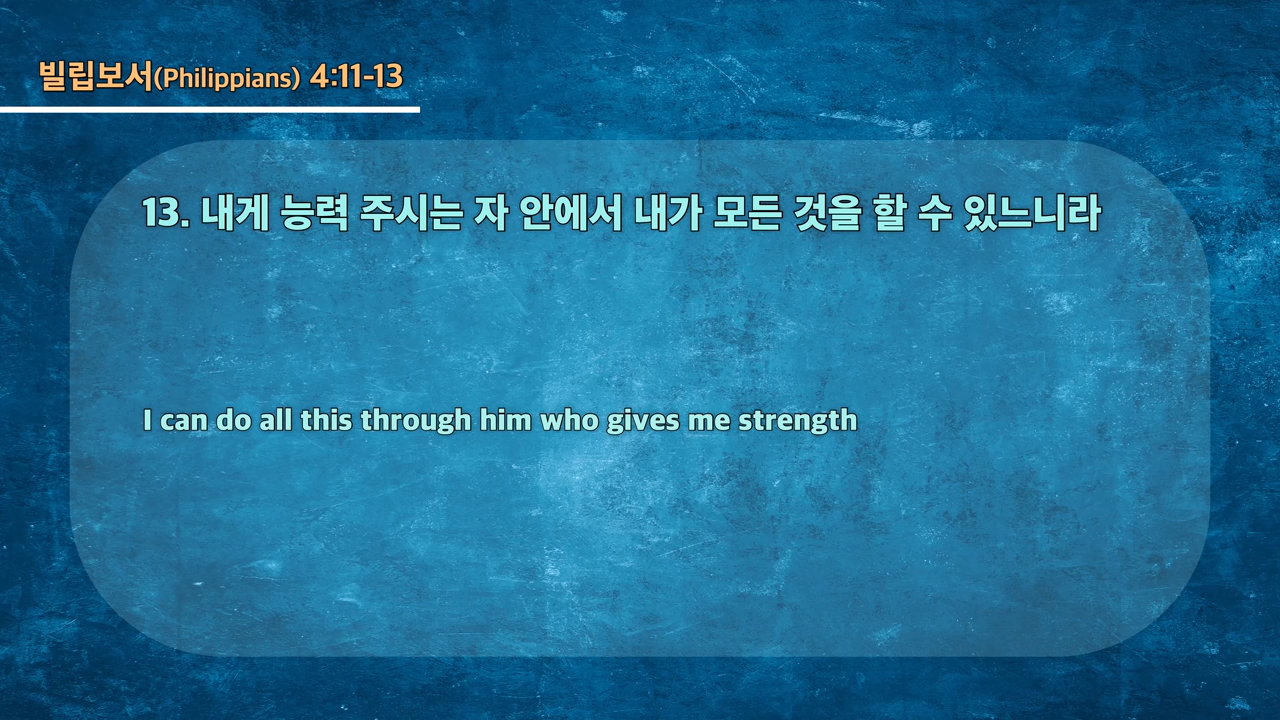 빌립보서(Philippians) 4:11-13
13. 내게 능력 주시는 자 안에서 내가 모든 것을 할 수 있느니라
I can do all this through him who gives me strength